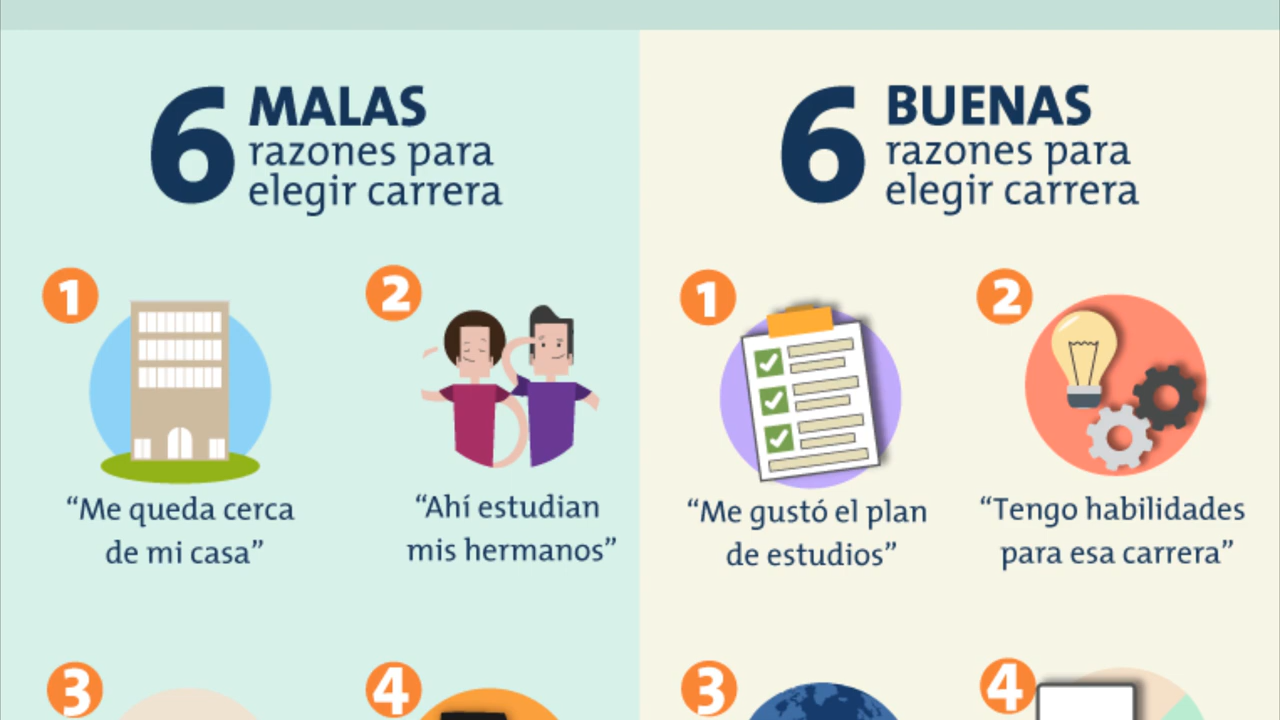 6 MALAS
razones para
elegir carrera
1
“Me queda cerca
de mi casa”
2
“Ahí estudian
mis hermanos”
3
4
6 BUENAS
razones para
elegir carrera
1
“Me gustó el plan
de estudios”
2
“Tengo habilidades
para esa carrera”
3
4